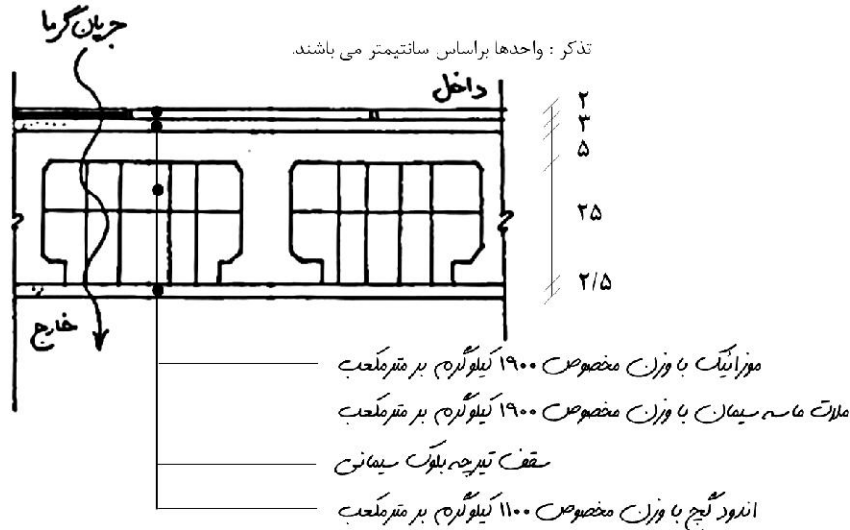 جریان گرما
تذکر : واحدها براساس سانتیمتر می باشند.
داخل
۲
۳
۵
۲۵
۲/۵
خارج
موزائیک با وزن مخصوص ۱۹۰۰ کیلوگرم بر مترمکعب
ملات ماسه سیمان با وزن مخصوص ۱۹۰۰ کیلوگرم بر مترمکعب
سقف تیرچه بلوک سیمانی
اندود گچ با وزن مخصوص ۱۱۰۰ کیلوگرم بر مترمکعب